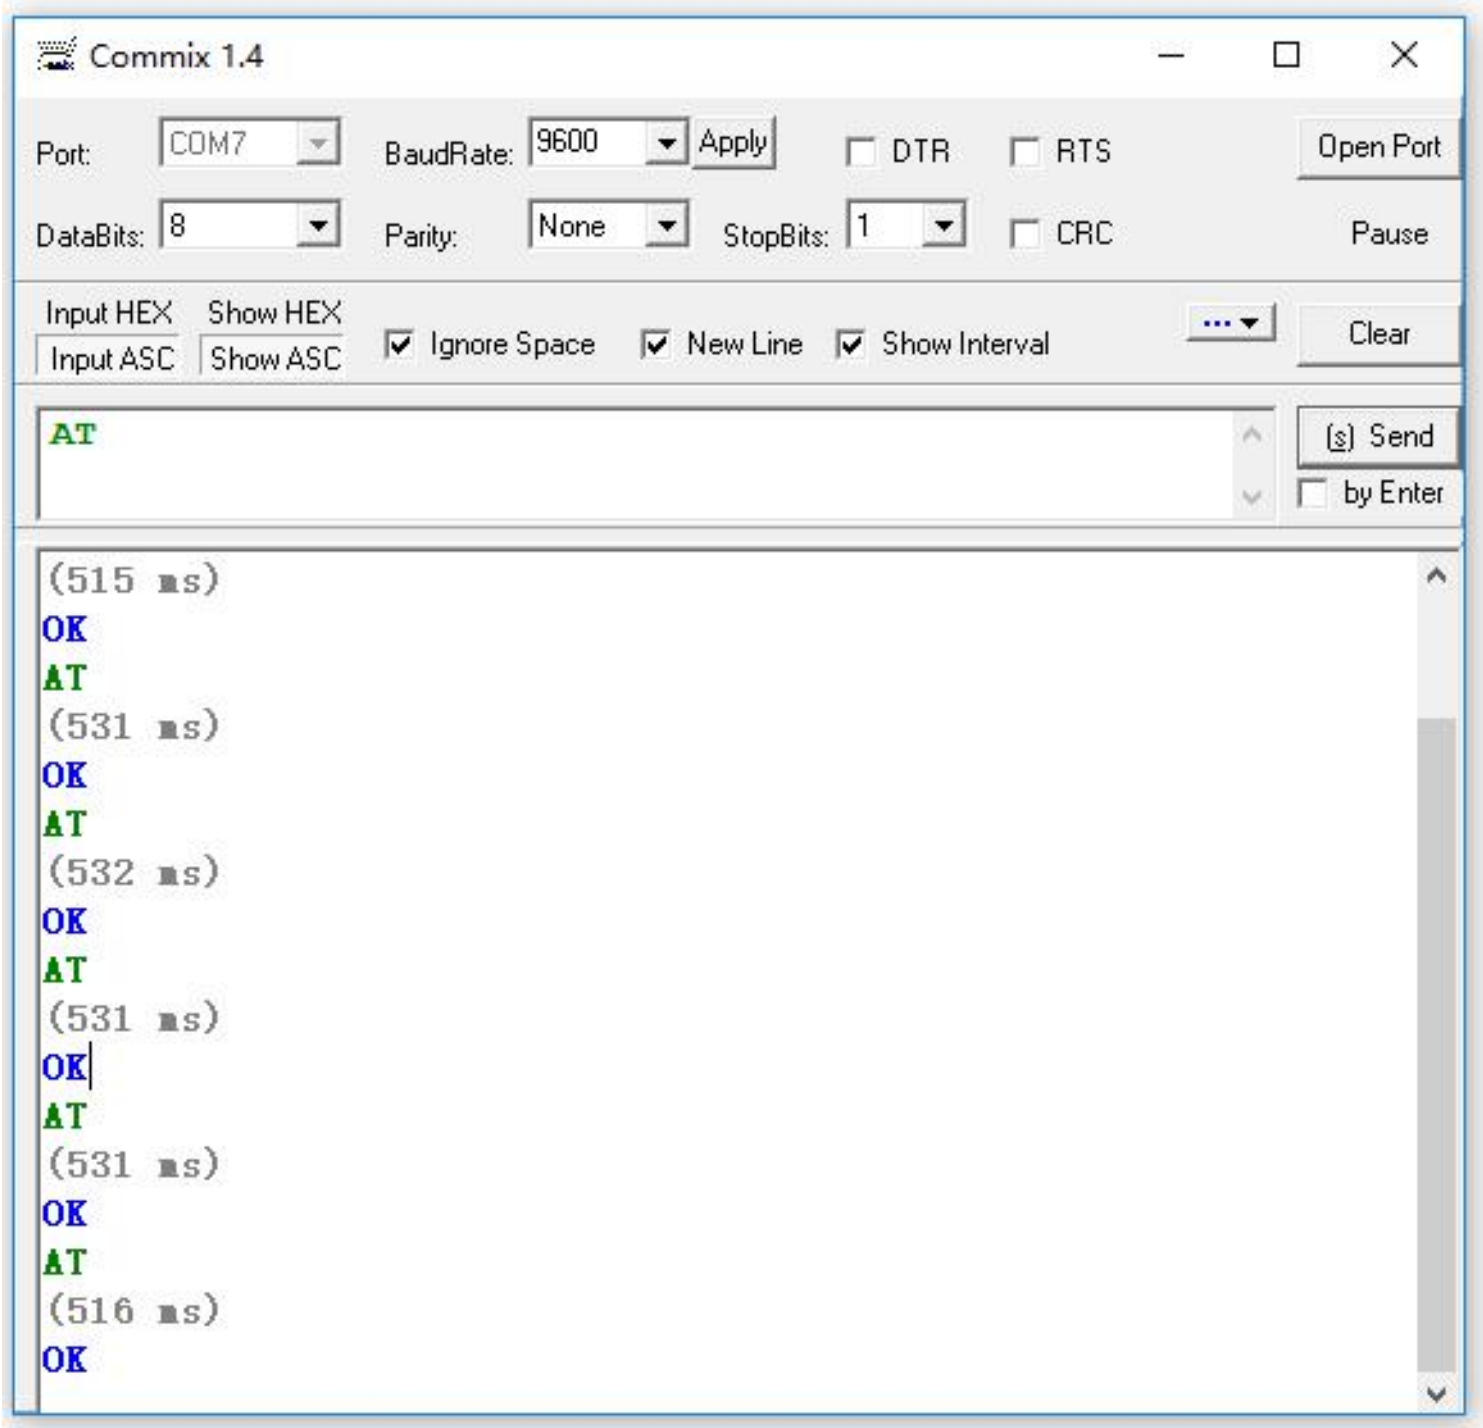 Commix 1.4
Port: COM7 BaudRate: 9600 Apply DTR RTS Open Port
DataBits: 8 Parity: None StopBits: 1 CRC Pause
Input HEX Show HEX
Input ASC Show ASC Ignore Space New Line Show Interval ... Clear
AT (s) Send
by Enter
(515 ms)
OK
AT
(531 ms)
OK
AT
(532 ms)
OK
AT
(531 ms)
OK
AT
(531 ms)
OK
AT
(516 ms)
OK